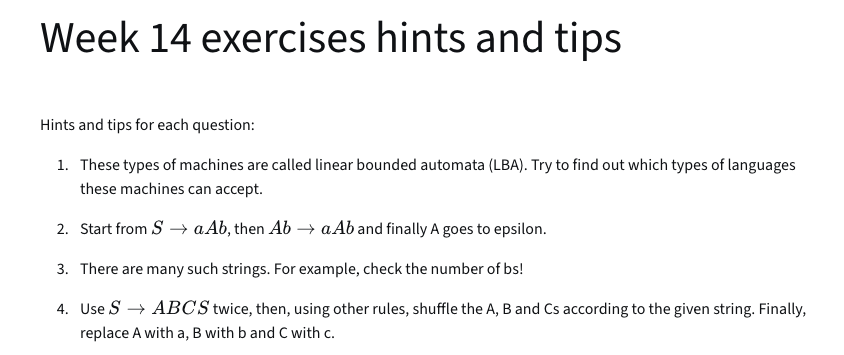 Week 14 exercises hints and tips
Hints and tips for each question:
1. These types of machines are called linear bounded automata (LBA). Try to find out which types of languages
these machines can accept.
2. Start from S → aAb, then Ab → aAb and finally A goes to epsilon.
3. There are many such strings. For example, check the number of bs!
4. Use S → ABCS twice, then, using other rules, shuffle the A, B and Cs according to the given string. Finally,
replace A with a, B with b and C with c.